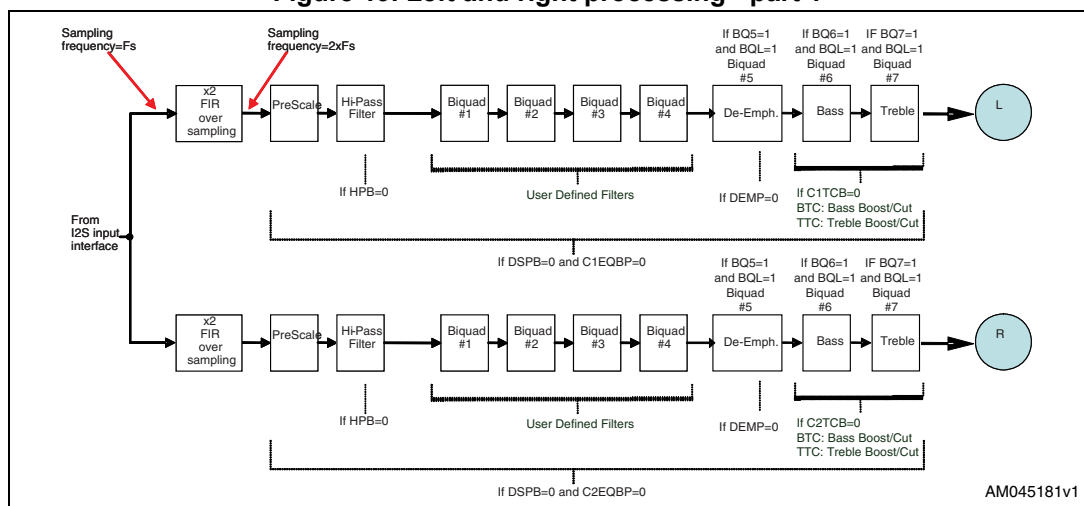 Figure Left and right processing - part 1
Sampling
frequency=Fs
Sampling
frequency=2xFs
If BQ5=1
and BQL=1
Biquad
#5
If BQ6=1
and BQL=1
Biquad
#6
IF BQ7=1
and BQL=1
Biquad
#7
x2
FIR
over
sampling
PreScale
Hi-Pass
Filter
Biquad
#1
Biquad
#2
Biquad
#3
Biquad
#4
De-Emph.
Bass
Treble
L
If HPB=0
User Defined Filters
If DEMP=0
If C1TCB=0
BTC: Bass Boost/Cut
TTC: Treble Boost/Cut
From
I2S input
interface
If DSPB=0 and C1EQBP=0
If BQ5=1
and BQL=1
Biquad
#5
If BQ6=1
and BQL=1
Biquad
#6
IF BQ7=1
and BQL=1
Biquad
#7
x2
FIR
over
sampling
PreScale
Hi-Pass
Filter
Biquad
#1
Biquad
#2
Biquad
#3
Biquad
#4
De-Emph.
Bass
Treble
R
If HPB=0
User Defined Filters
If DEMP=0
If C2TCB=0
BTC: Bass Boost/Cut
TTC: Treble Boost/Cut
If DSPB=0 and C2EQBP=0
AM045181v1